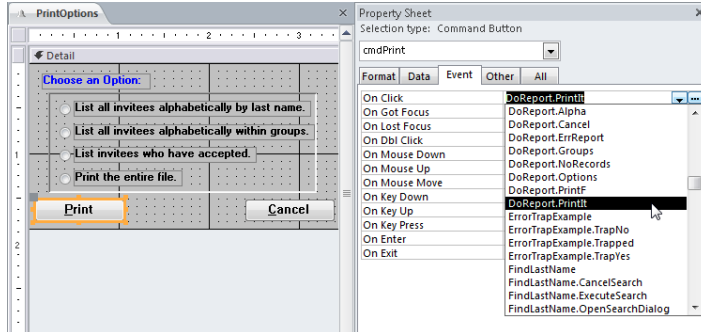 PrintOptions
1 2 3
Detail
Choose an Option:
List all invitees alphabetically by last name.
List all invitees alphabetically within groups.
List invitees who have accepted.
Print the entire file.
Print Cancel
1
2
Property Sheet
Selection type: Command Button
cmdPrint
Format Data Event Other All
On Click DoReport.PrintIt
On Got Focus
On Lost Focus
On Dbl Click
On Mouse Down
On Mouse Up
On Mouse Move
On Key Down
On Key Up
On Key Press
On Enter
On Exit
DoReport.Alpha
DoReport.Cancel
DoReport.ErrReport
DoReport.Groups
DoReport.NoRecords
DoReport.Options
DoReport.PrintF
DoReport.PrintIt
ErrorTrapExample
ErrorTrapExample.TrapNo
ErrorTrapExample.Trapped
ErrorTrapExample.TrapYes
FindLastName
FindLastName.CancelSearch
FindLastName.ExecuteSearch
FindLastName.OpenSearchDialog